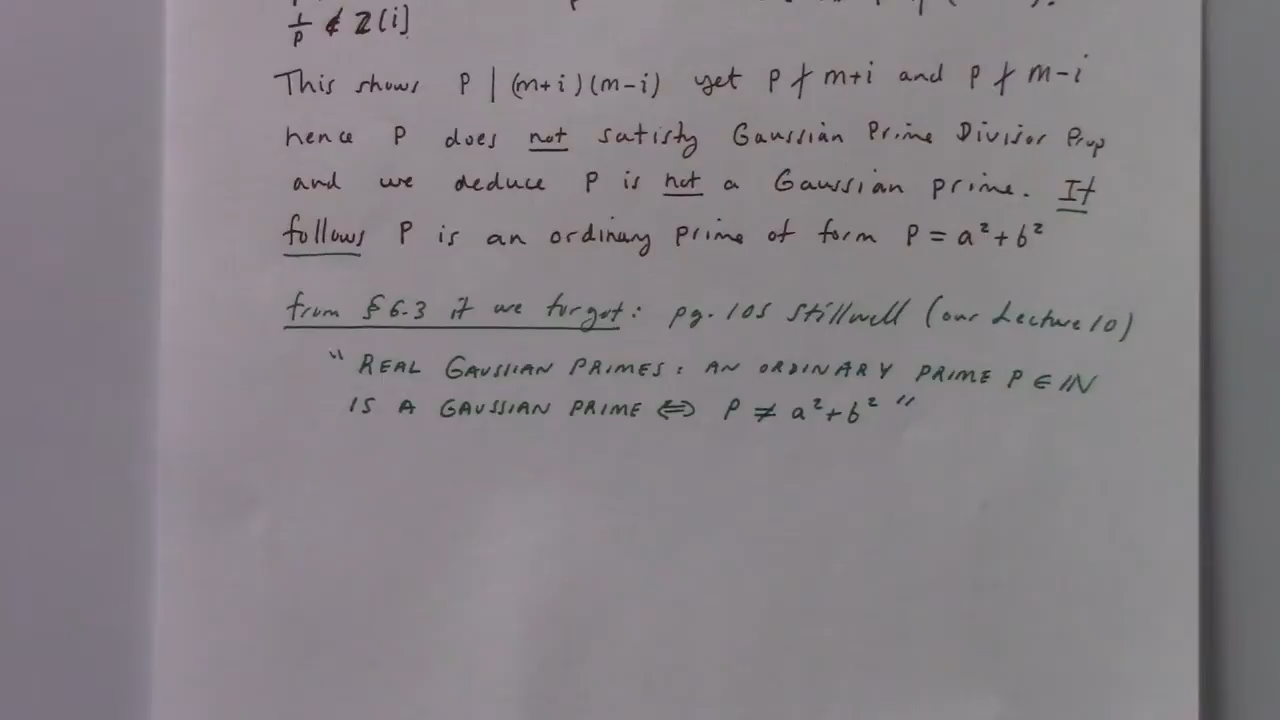 1/p ∉ ℤ[i]
This shows p | (m+i)(m-i) yet p ∤ m+i and p ∤ m-i
hence p does not satisfy Gaussian Prime Divisor Prop
and we deduce p is not a Gaussian prime. It
follows p is an ordinary prime of form p = a² + b²
from § 6.3 if we forgot: pg. 105 Stillwell (our Lecture 10)
" REAL GAUSSIAN PRIMES: AN ORDINARY PRIME P ∈ ℕ
IS A GAUSSIAN PRIME ⇔ P ≠ a² + b² "